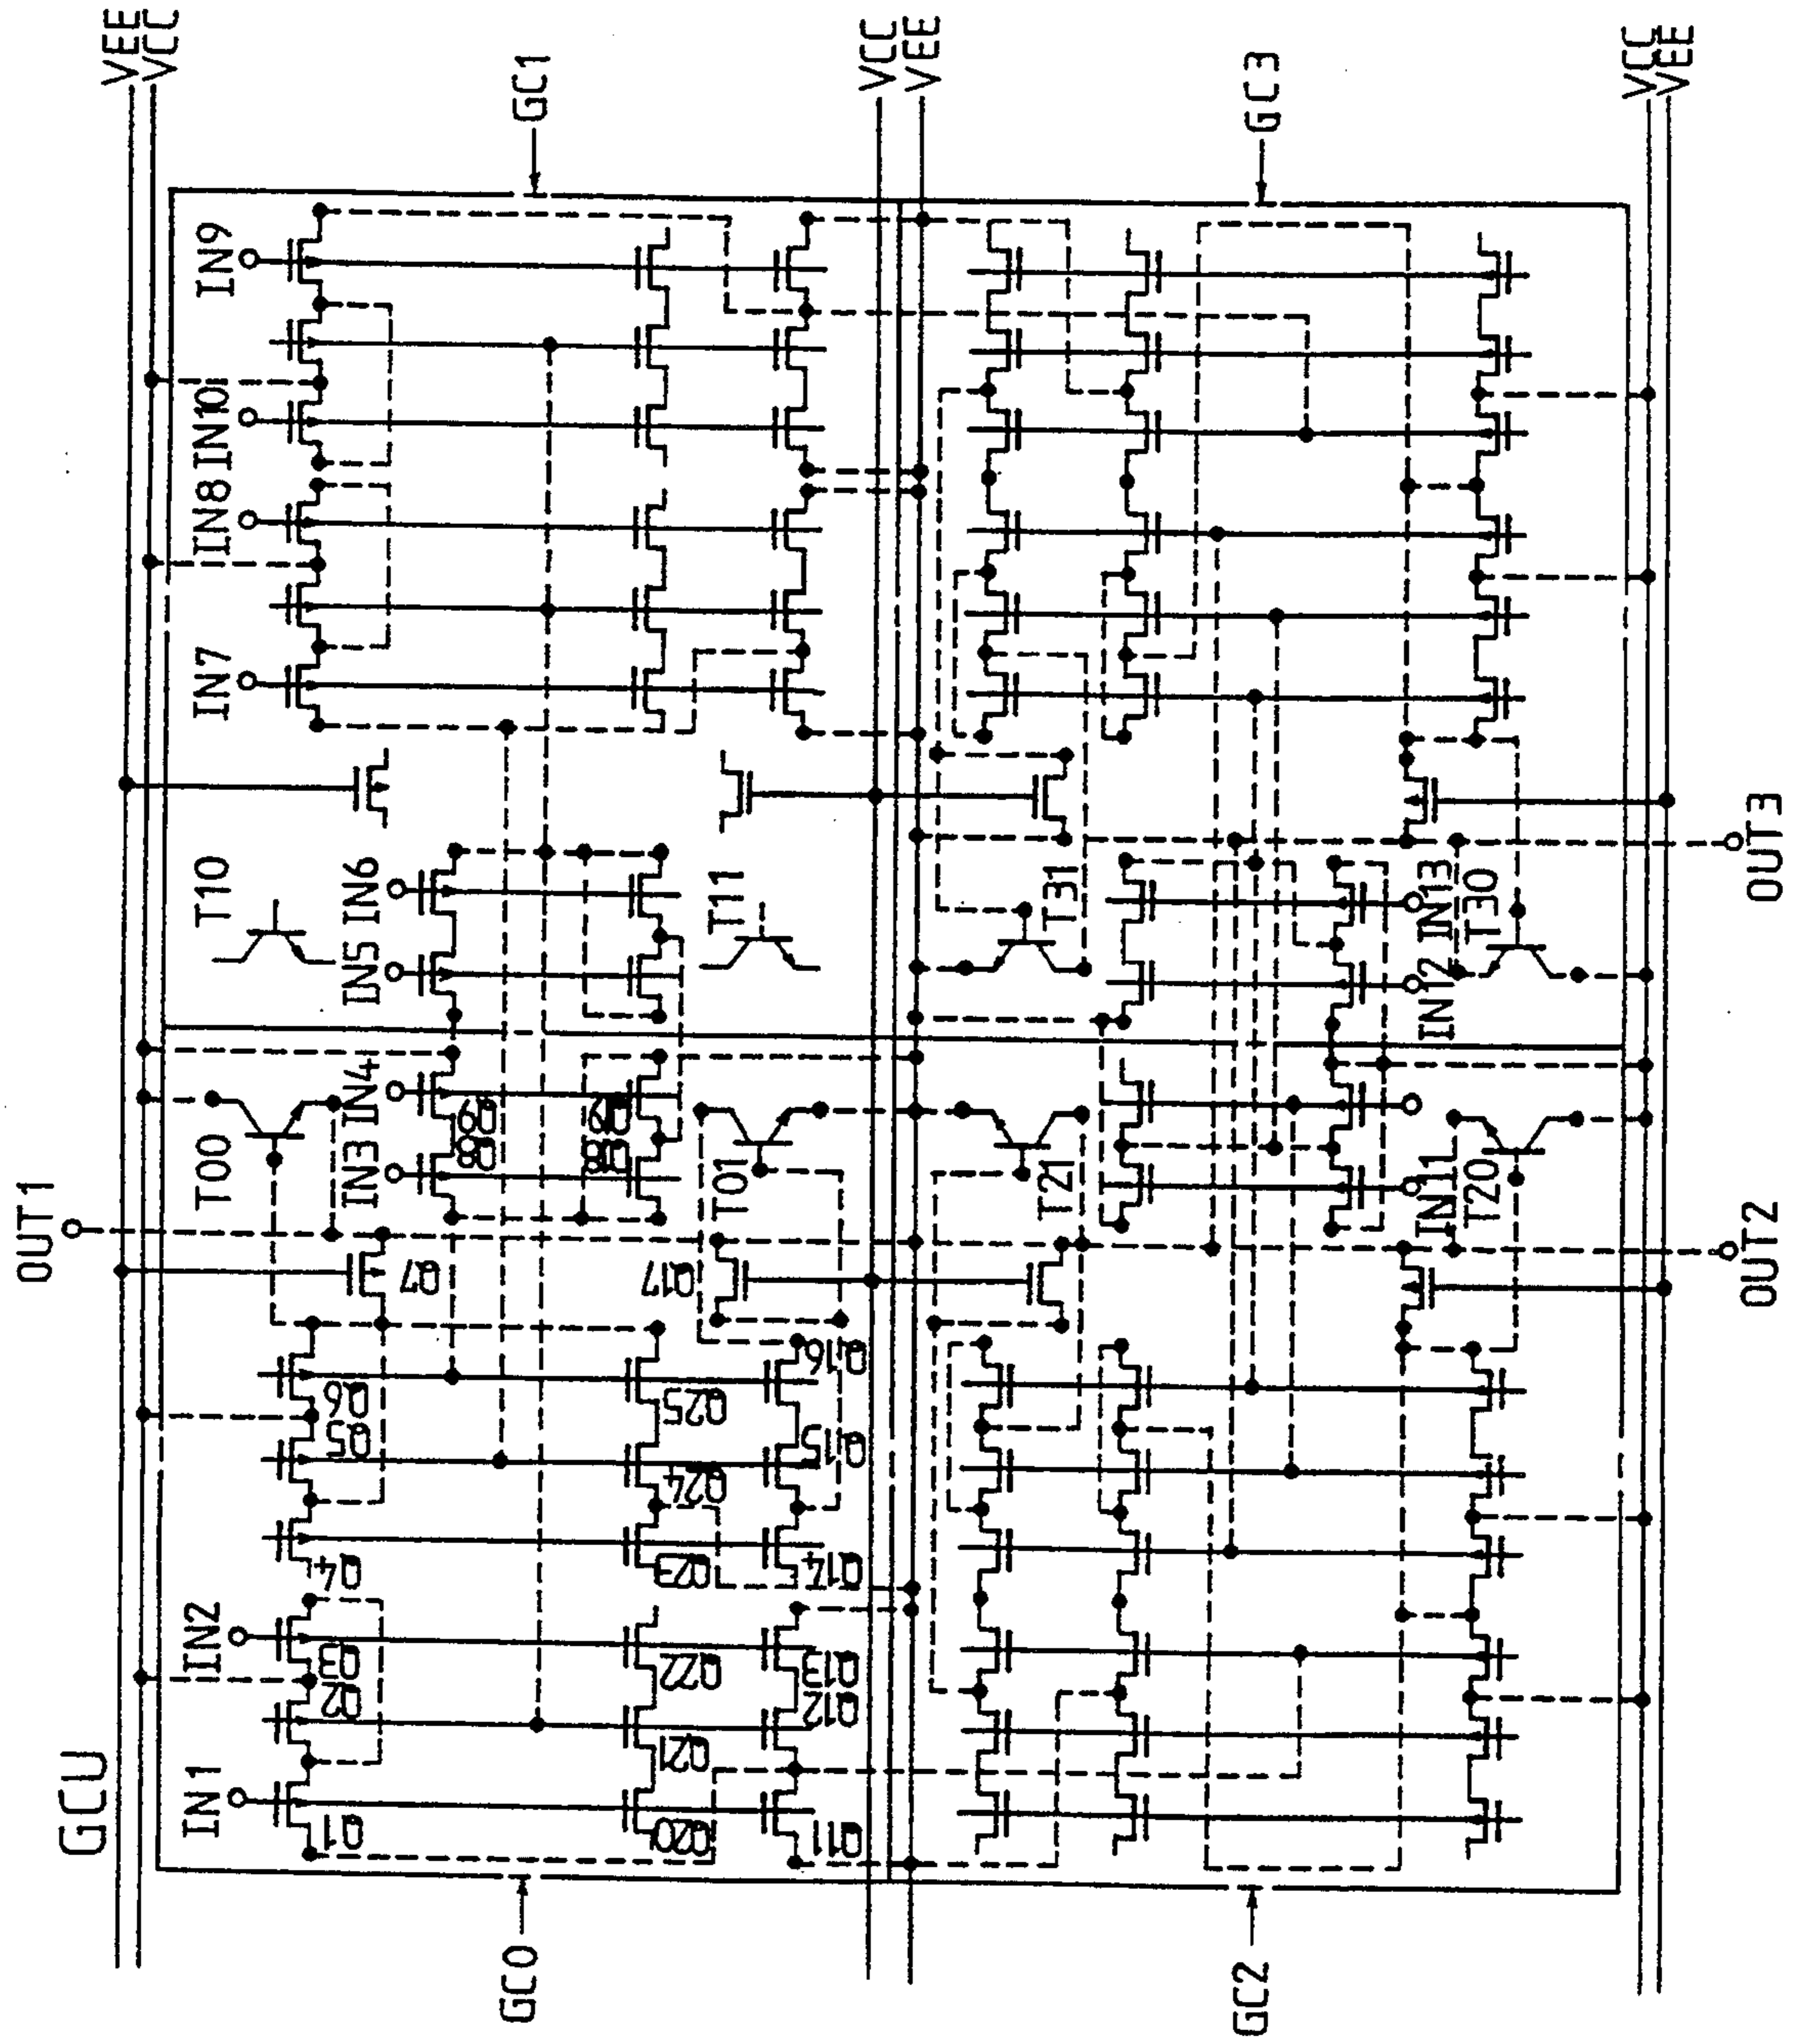 VEE
VCC
VCC
VEE
VCC
VEE
GC1
GC3
IN9
IN10
IN8
IN7
T10
IN6
IN5
T11
T31
IN13
T30
IN12
OUT3
OUT1
T00
IN4
IN3
Q9
Q8
Q19
Q18
T01
T21
IN11
T20
OUT2
Q7
Q17
Q6
Q5
Q4
Q25
Q24
Q23
Q16
Q15
Q14
IN2
Q3
Q2
Q22
Q21
Q13
Q12
GCU
IN1
Q1
Q20
Q11
GC0
GC2